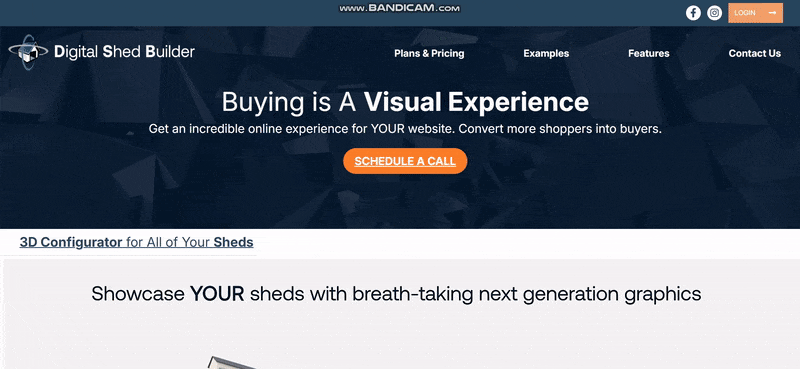 www.BANDICAM.com
LOGIN
Digital Shed Builder
Plans & Pricing
Examples
Features
Contact Us
Buying is A Visual Experience
Get an incredible online experience for YOUR website. Convert more shoppers into buyers.
SCHEDULE A CALL
3D Configurator for All of Your Sheds
Showcase YOUR sheds with breath-taking next generation graphics